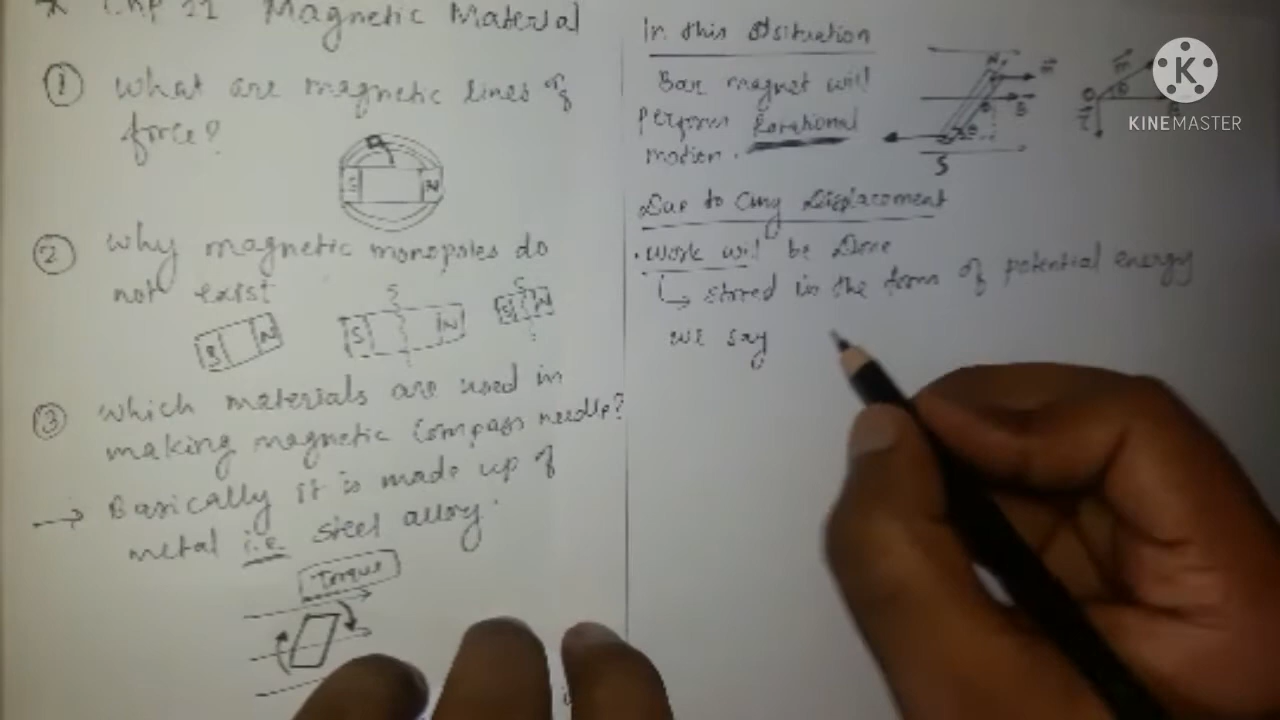 * Chp 11 Magnetic Material
① What are magnetic lines of
force?
S N
② Why magnetic monopoles do
not exist
S N
S S N
S S N
③ Which materials are used in
making magnetic Compass needle?
→ Basically it is made up of
metal i.e steel alloy.
Torque
In this situation
Bar magnet will
Perform Rotational
motion.
N
S
Due to Any Displacement
• Work will be Done
↳ stored in the form of potential energy
we say
K
KINEMASTER